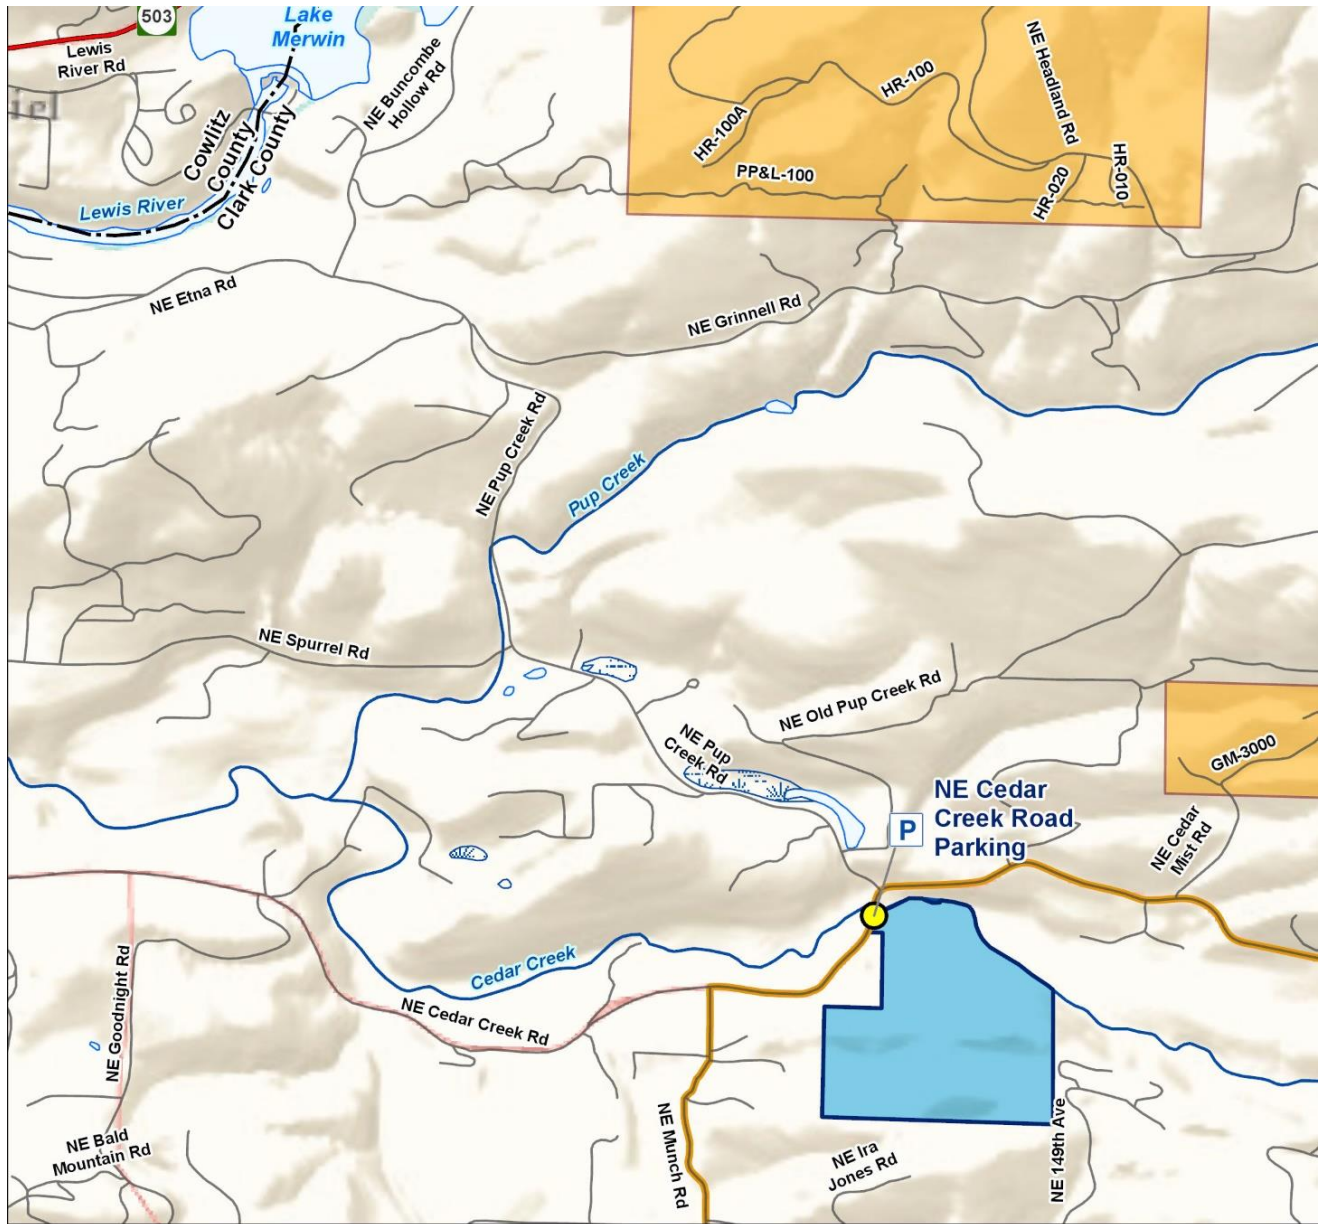 503
Lewis
River Rd
iel
Lake
Merwin
NE Buncombe
Hollow Rd
Cowlitz
County
Clark County
Lewis River
NE Etna Rd
HR-100
HR-100A
PP&L-100
NE Headland Rd
HR-010
HR-020
NE Grinnell Rd
NE Pup Creek Rd
Pup Creek
NE Spurrel Rd
NE Old Pup Creek Rd
NE Pup
Creek Rd
GM-3000
P
NE Cedar
Creek Road
Parking
NE Cedar
Mist Rd
Cedar Creek
NE Cedar Creek Rd
NE Goodnight Rd
NE Bald
Mountain Rd
NE Munch Rd
NE Ira
Jones Rd
NE 149th Ave